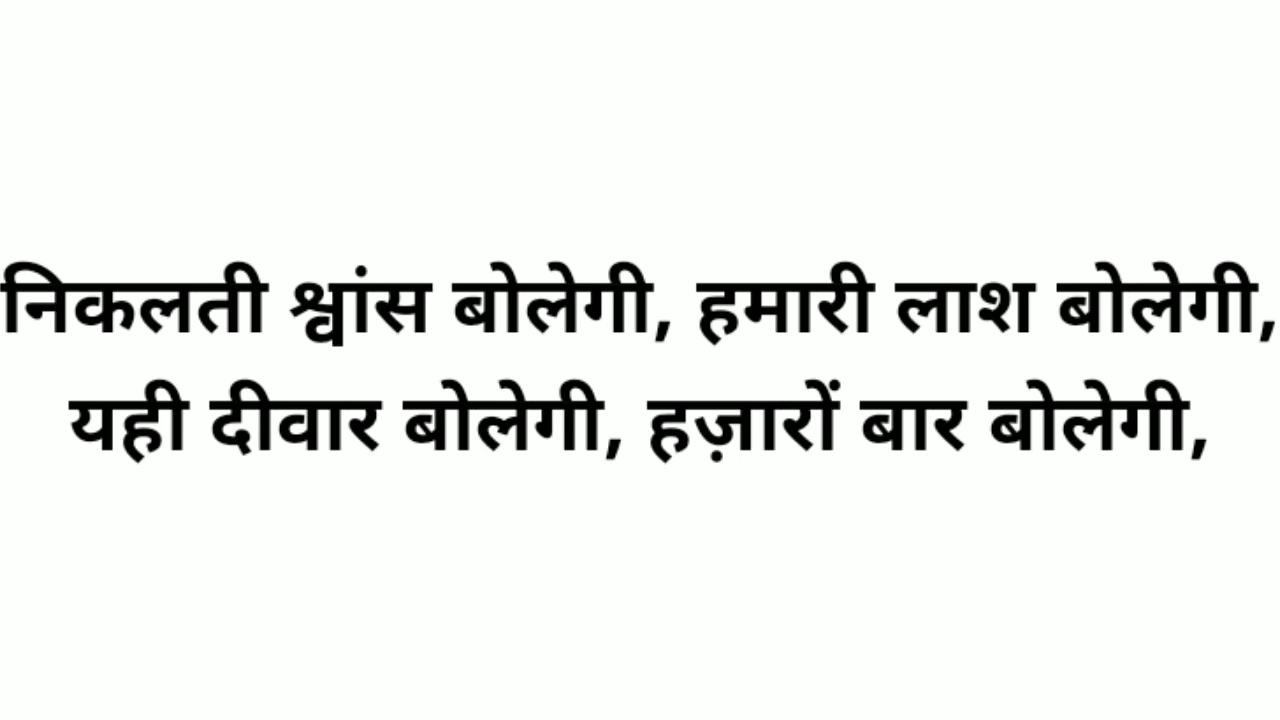 निकलती श्वांस बोलेगी, हमारी लाश बोलेगी,
यही दीवार बोलेगी, हज़ारों बार बोलेगी,